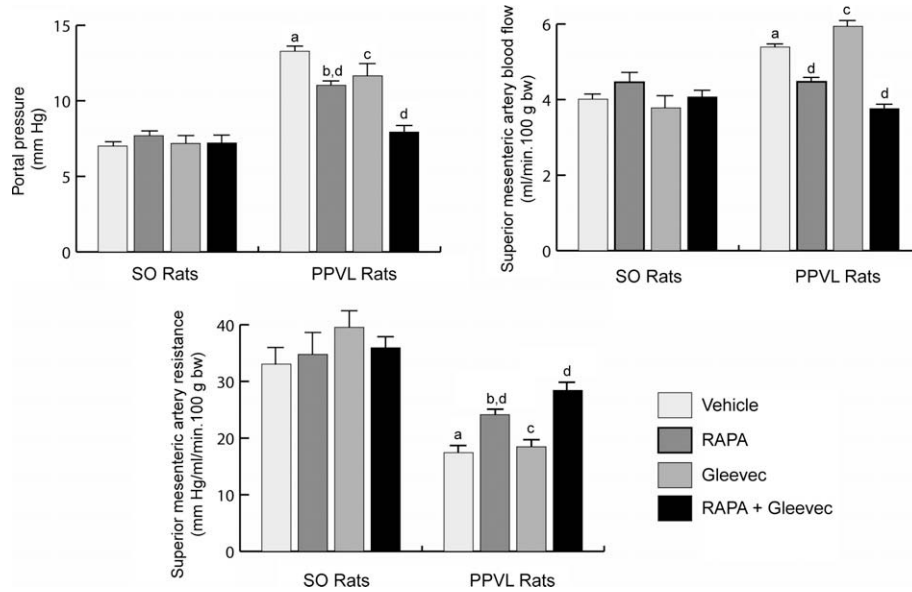 Portal pressure
(mm Hg)
15
10
5
0
a
b,d
c
d
SO Rats
PPVL Rats
Superior mesenteric artery blood flow
(ml/min.100 g bw)
6
4
2
0
a
d
c
d
SO Rats
PPVL Rats
Superior mesenteric artery resistance
(mm Hg/ml/min.100 g bw)
40
30
20
10
0
a
b,d
c
d
SO Rats
PPVL Rats
Vehicle
RAPA
Gleevec
RAPA + Gleevec